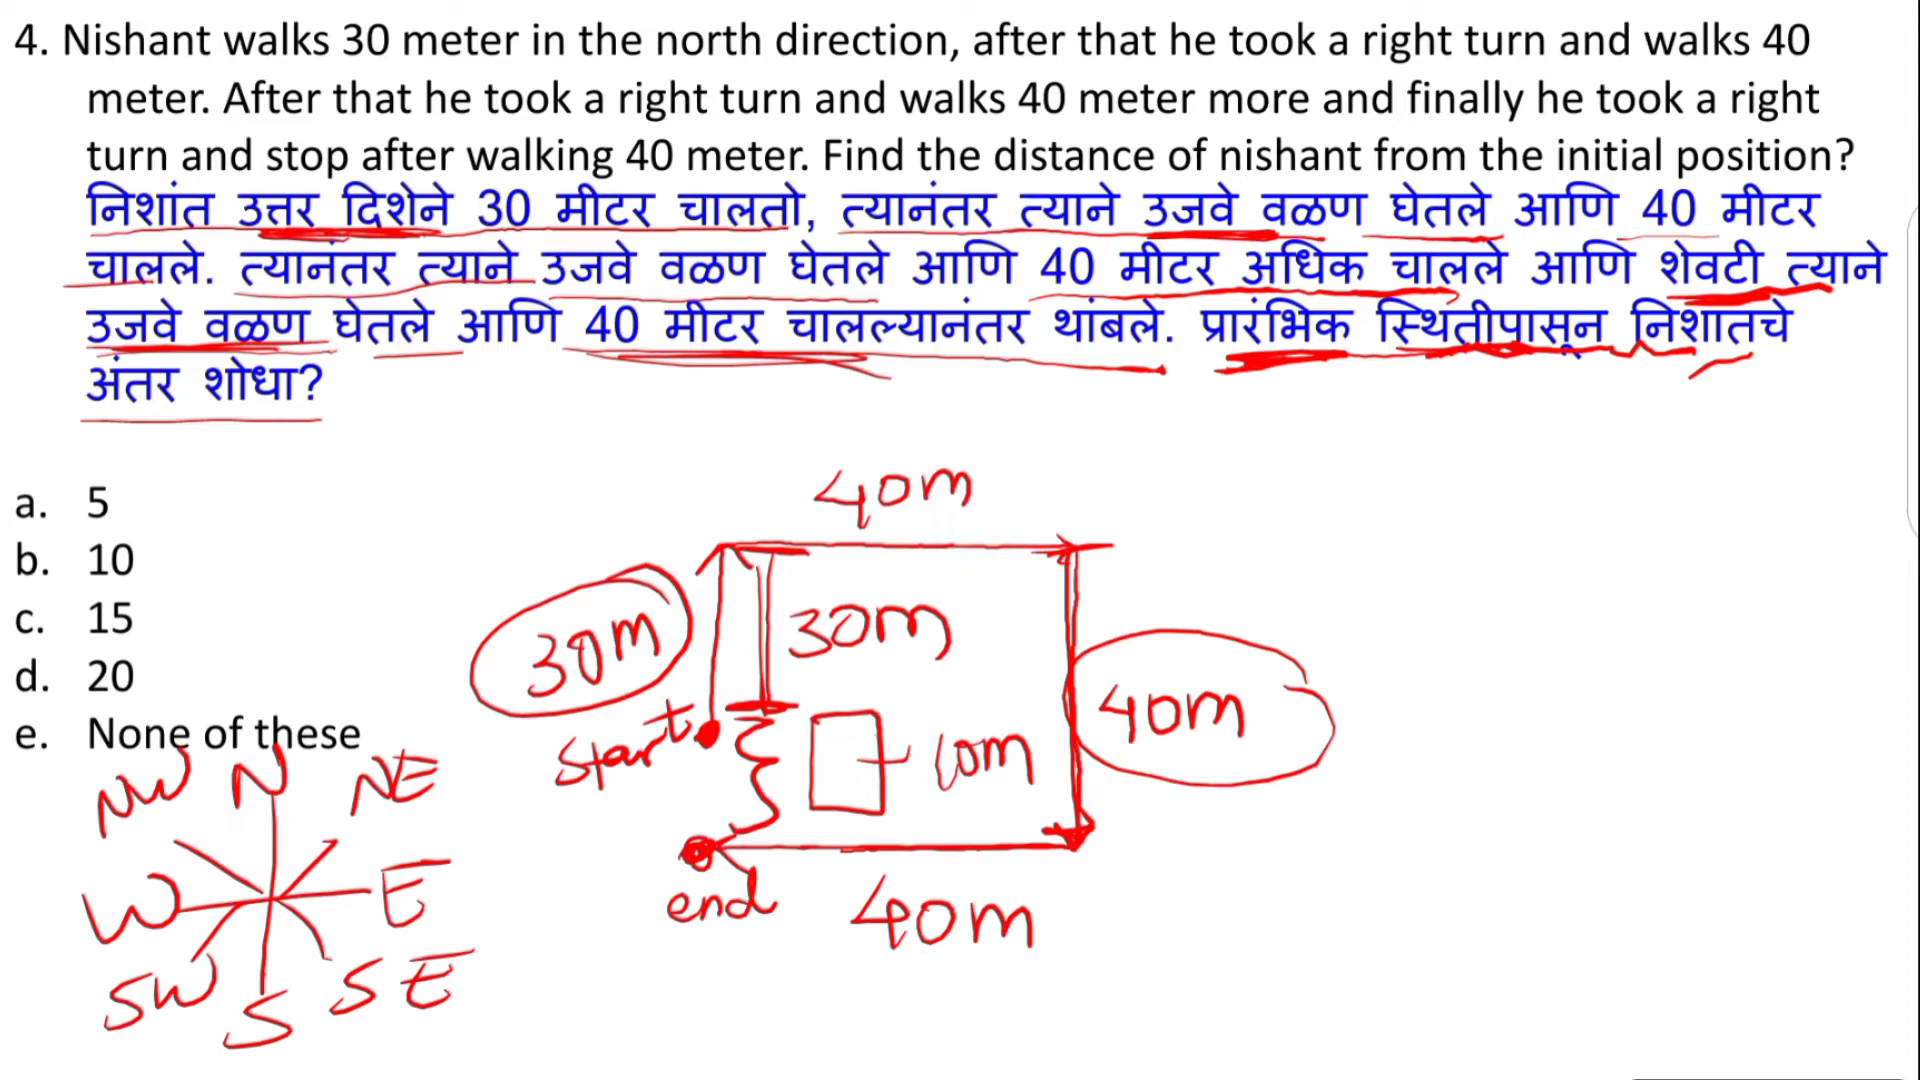 4. Nishant walks 30 meter in the north direction, after that he took a right turn and walks 40
meter. After that he took a right turn and walks 40 meter more and finally he took a right
turn and stop after walking 40 meter. Find the distance of nishant from the initial position?
निशांत उत्तर दिशेने 30 मीटर चालतो, त्यानंतर त्याने उजवे वळण घेतले आणि 40 मीटर
चालले. त्यानंतर त्याने उजवे वळण घेतले आणि 40 मीटर अधिक चालले आणि शेवटी त्याने
उजवे वळण घेतले आणि 40 मीटर चालल्यानंतर थांबले. प्रारंभिक स्थितीपासून निशांतचे
अंतर शोधा?
a. 5
b. 10
c. 15
d. 20
e. None of these
40m
30m
30m
40m
start
10m
end
40m
NW N NE
W E
SW S SE